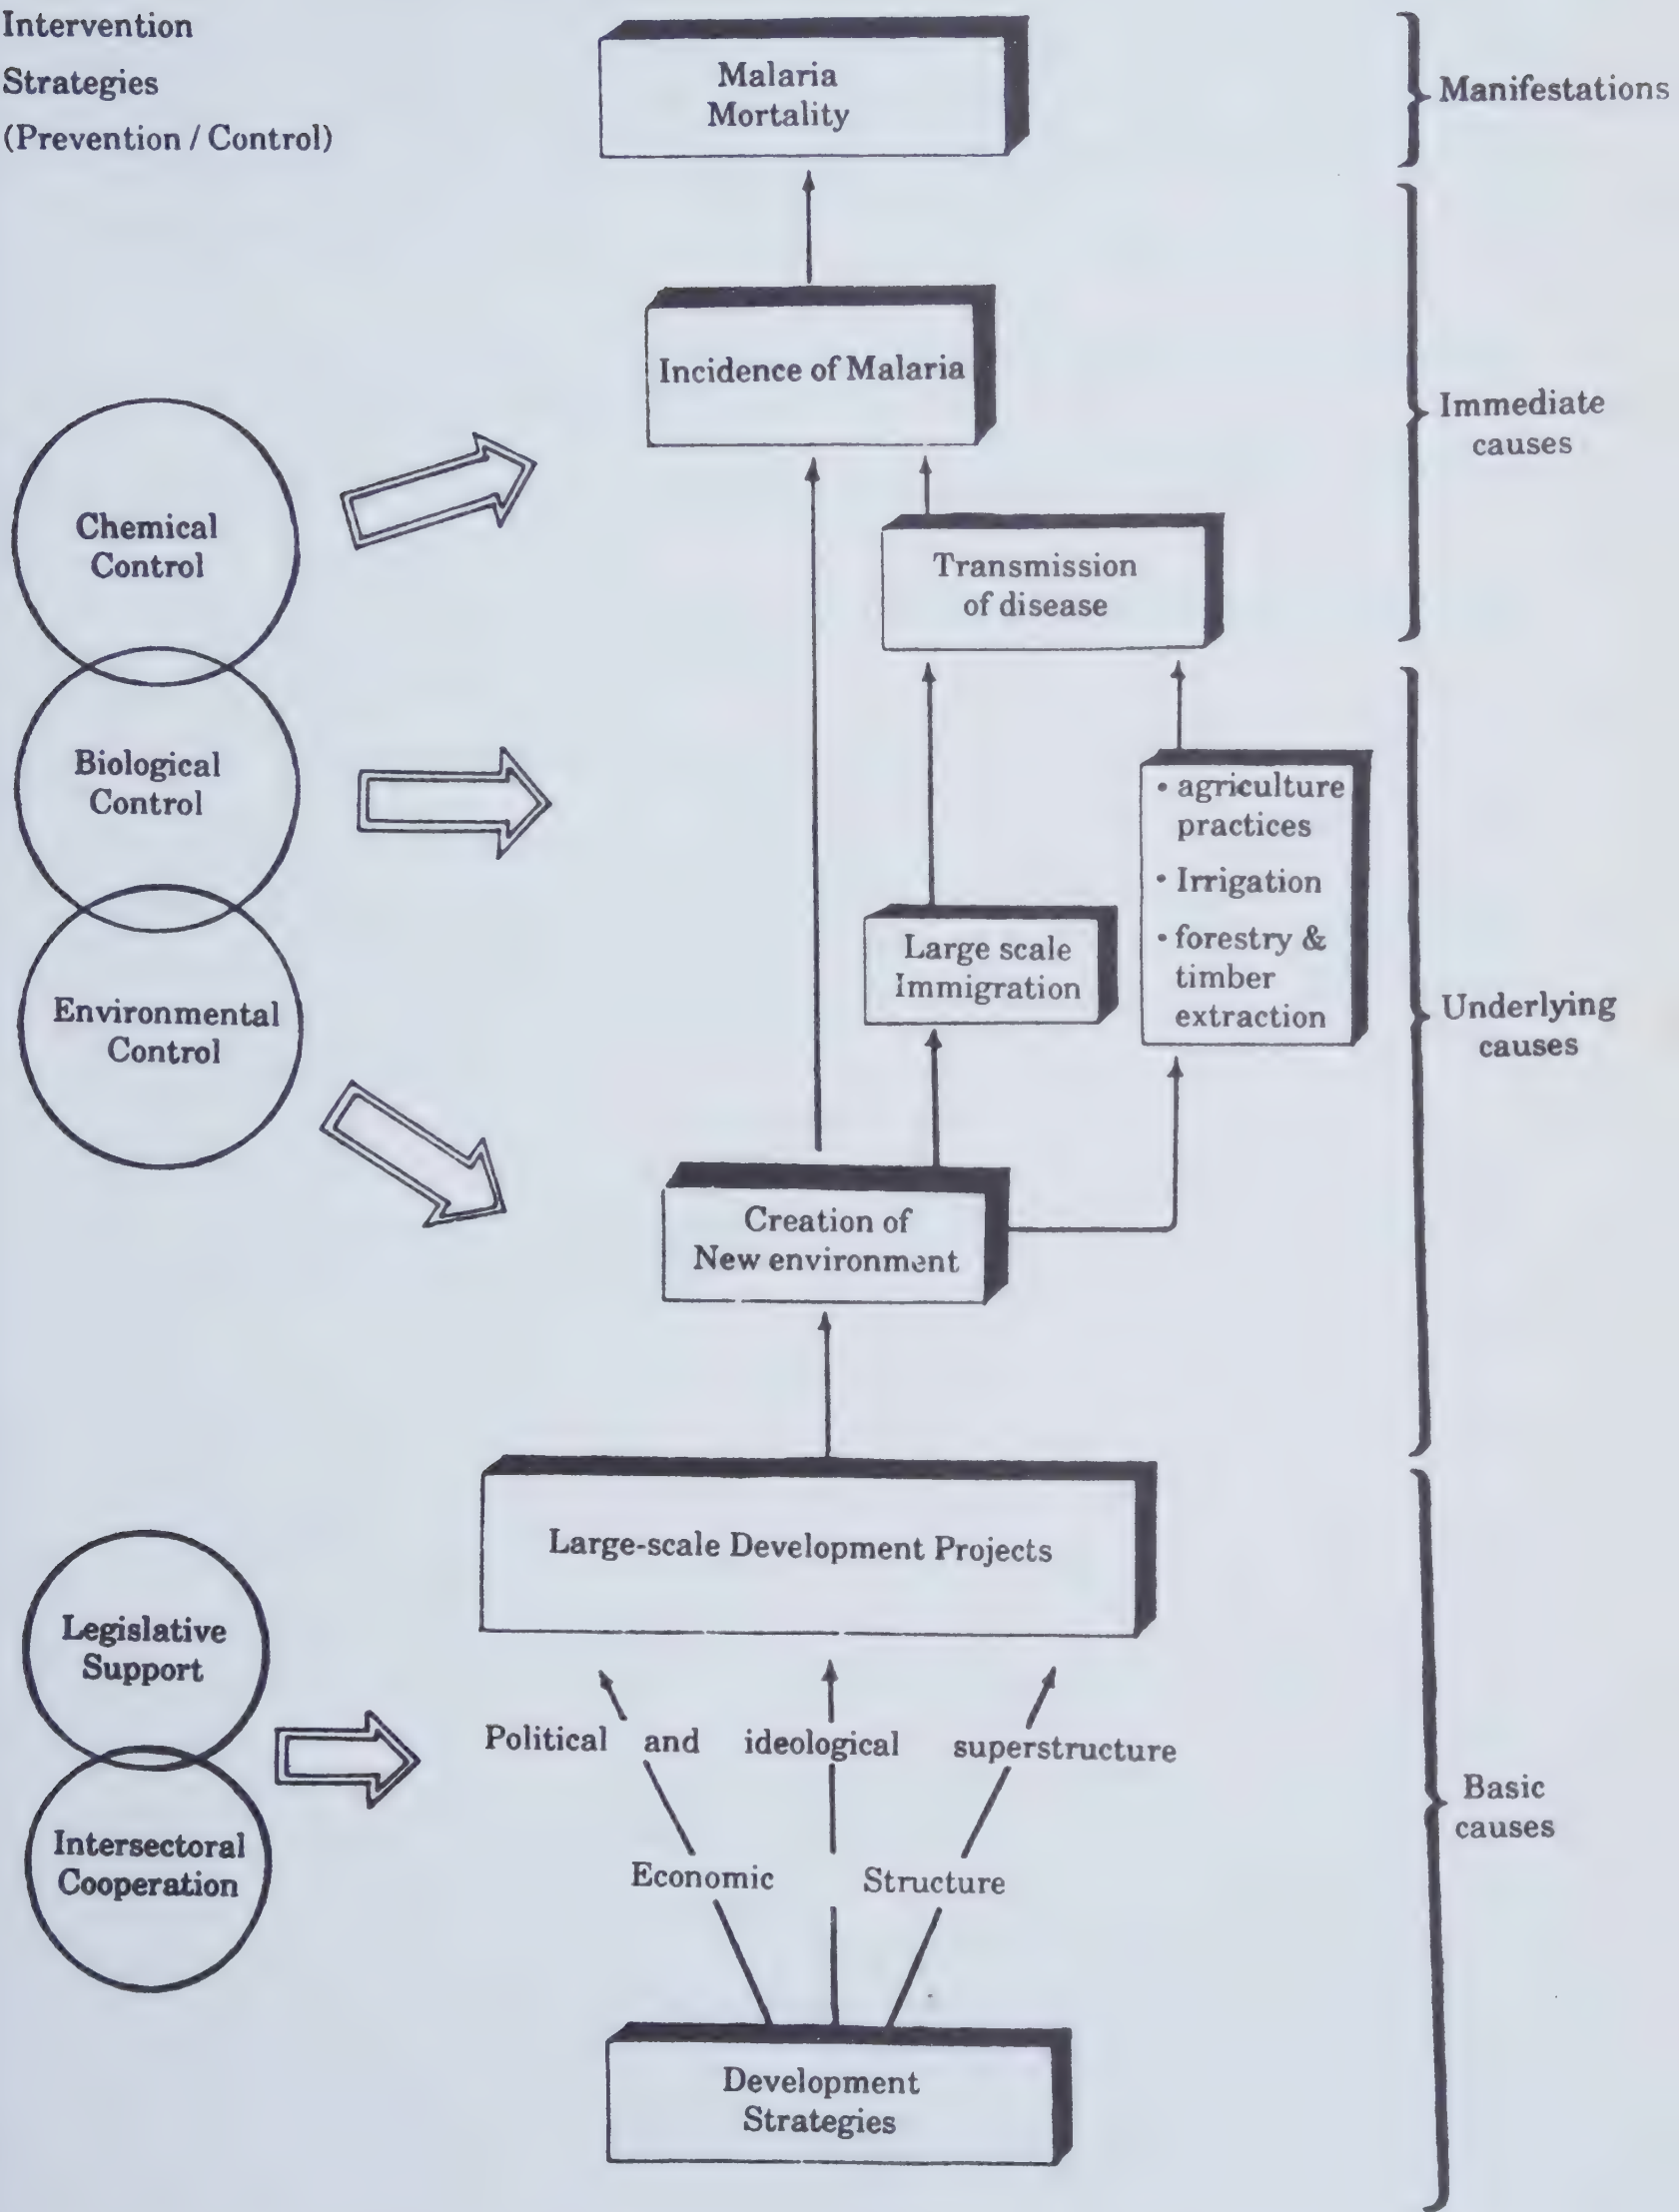 Intervention
Strategies
(Prevention / Control)
Malaria
Mortality
Manifestations
Incidence of Malaria
Immediate
causes
Chemical
Control
Transmission
of disease
Biological
Control
• agriculture
practices
• Irrigation
• forestry &
timber
extraction
Large scale
Immigration
Underlying
causes
Environmental
Control
Creation of
New environment
Large-scale Development Projects
Legislative
Support
Political and ideological superstructure
Basic
causes
Intersectoral
Cooperation
Economic Structure
Development
Strategies